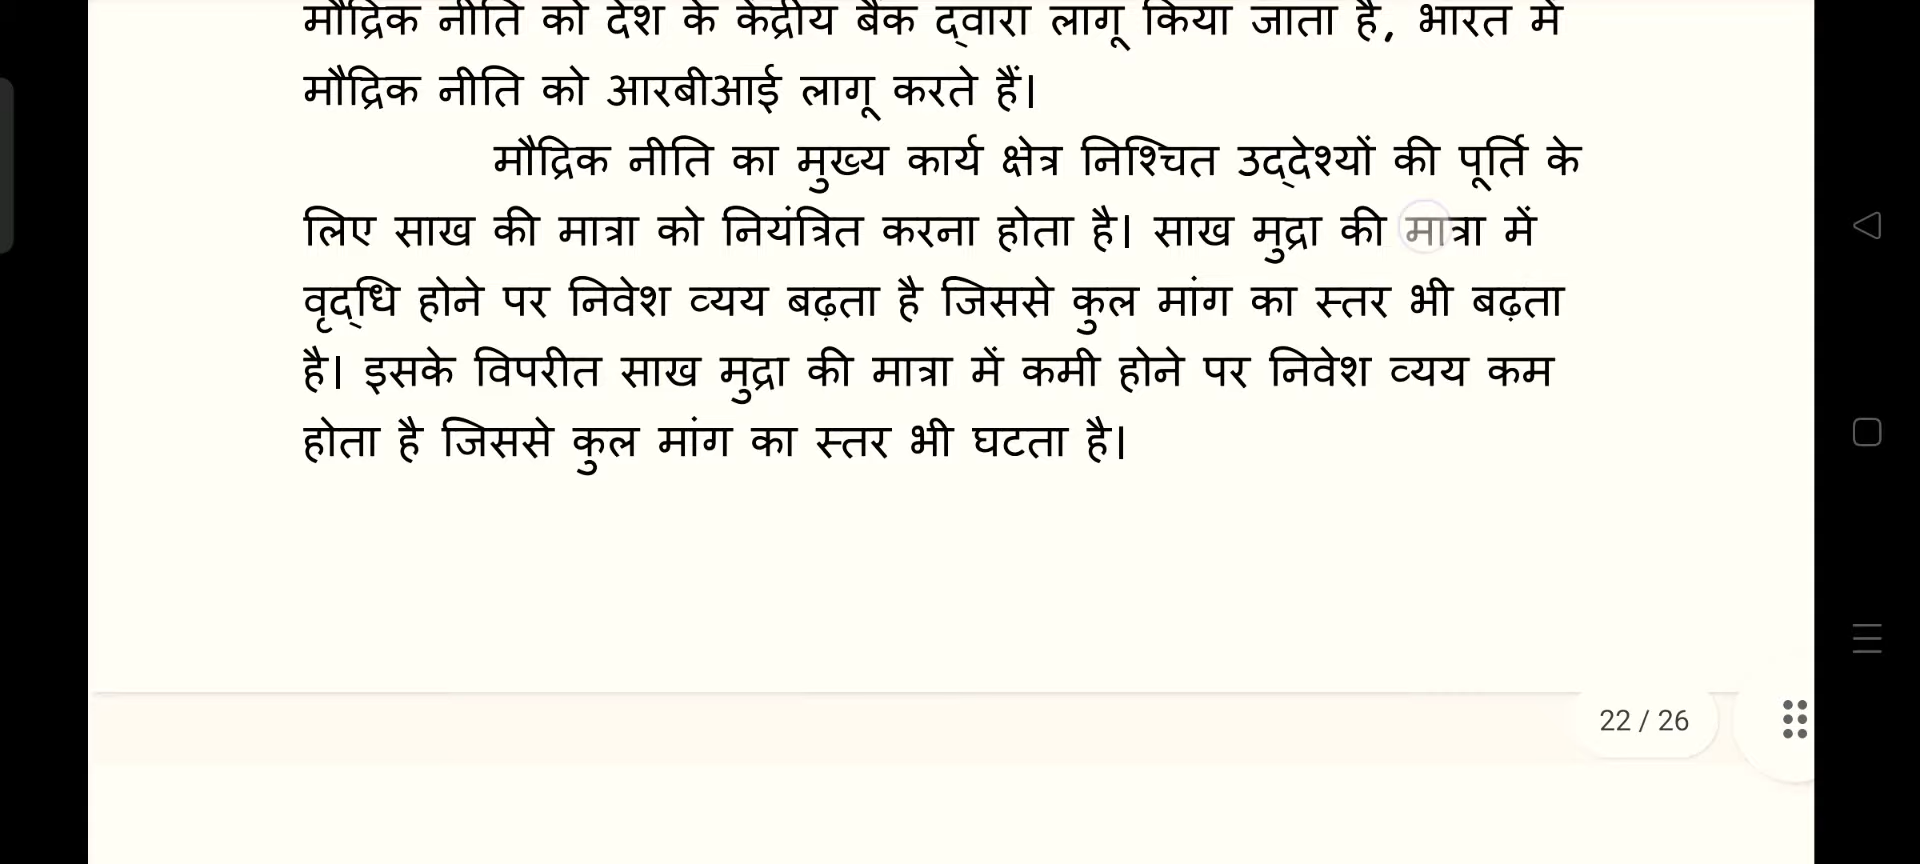 मौद्रिक नीति को देश के केंद्रीय बैंक द्वारा लागू किया जाता है, भारत में
मौद्रिक नीति को आरबीआई लागू करते हैं।
मौद्रिक नीति का मुख्य कार्य क्षेत्र निश्चित उद्देश्यों की पूर्ति के
लिए साख की मात्रा को नियंत्रित करना होता है। साख मुद्रा की मात्रा में
वृद्धि होने पर निवेश व्यय बढ़ता है जिससे कुल मांग का स्तर भी बढ़ता
है। इसके विपरीत साख मुद्रा की मात्रा में कमी होने पर निवेश व्यय कम
होता है जिससे कुल मांग का स्तर भी घटता है।
22 / 26